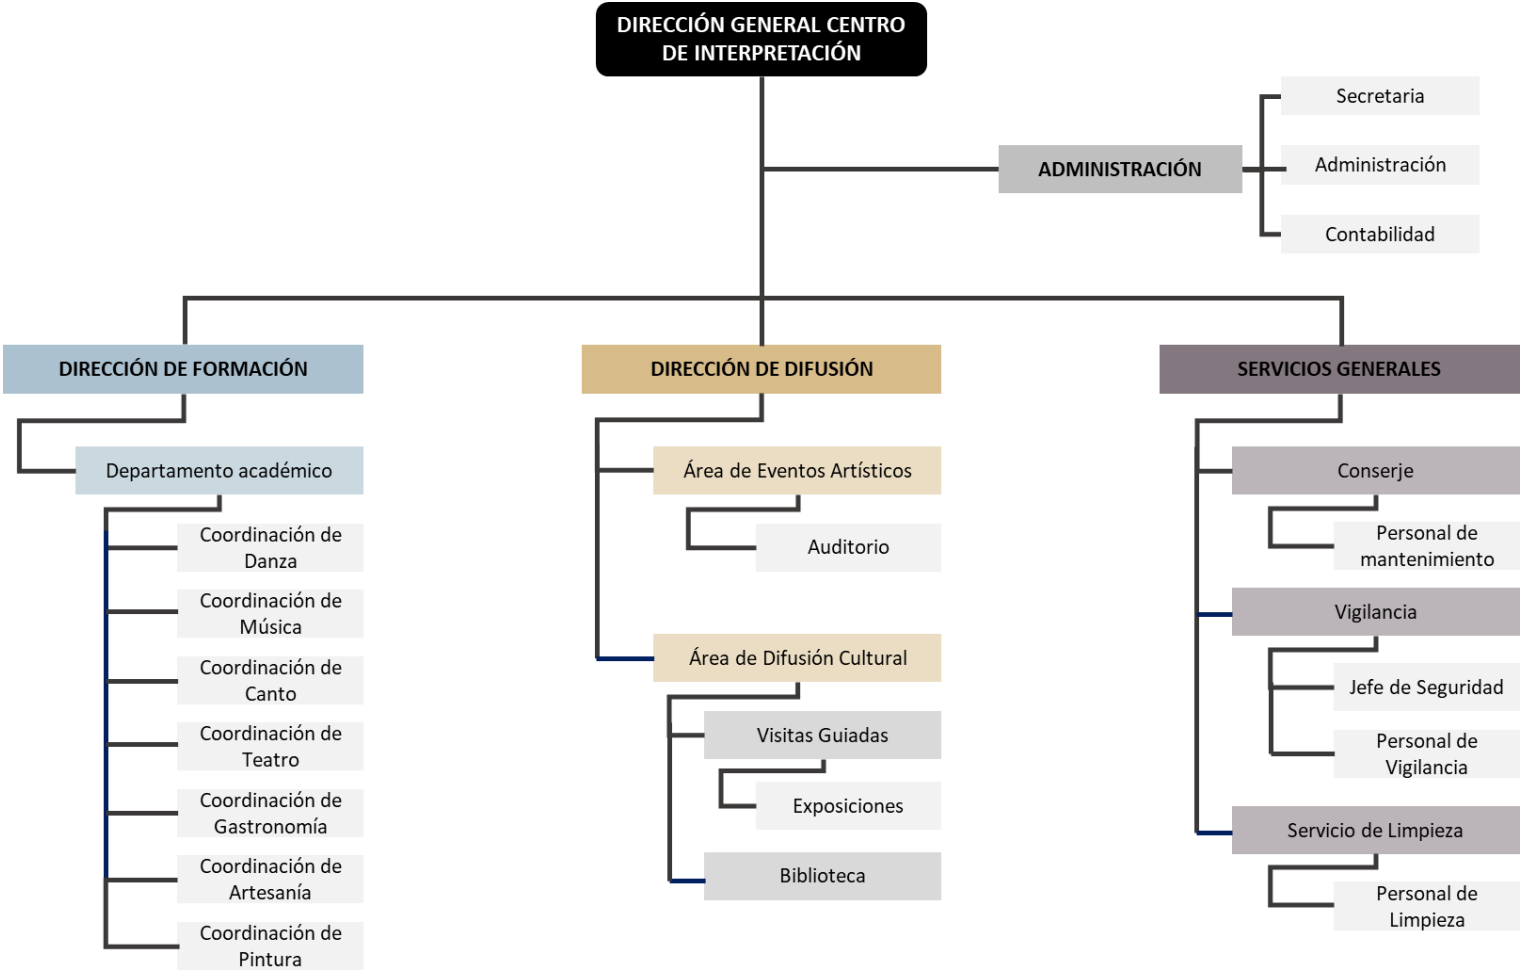 DIRECCIÓN GENERAL CENTRO
DE INTERPRETACIÓN
Secretaria
ADMINISTRACIÓN
Administración
Contabilidad
DIRECCIÓN DE FORMACIÓN
Departamento académico
Coordinación de
Danza
Coordinación de
Música
Coordinación de
Canto
Coordinación de
Teatro
Coordinación de
Gastronomía
Coordinación de
Artesanía
Coordinación de
Pintura
DIRECCIÓN DE DIFUSIÓN
Área de Eventos Artísticos
Auditorio
Área de Difusión Cultural
Visitas Guiadas
Exposiciones
Biblioteca
SERVICIOS GENERALES
Conserje
Personal de
mantenimiento
Vigilancia
Jefe de Seguridad
Personal de
Vigilancia
Servicio de Limpieza
Personal de
Limpieza